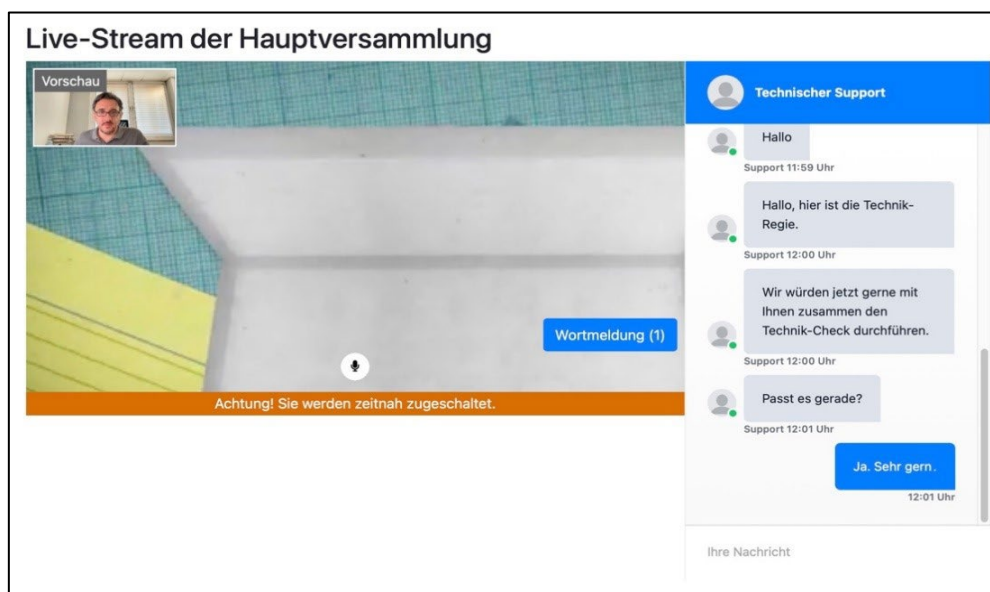 Live-Stream der Hauptversammlung
Vorschau
Wortmeldung (1)
Achtung! Sie werden zeitnah zugeschaltet.
Technischer Support
Hallo
Support 11:59 Uhr
Hallo, hier ist die Technik-
Regie.
Support 12:00 Uhr
Wir würden jetzt gerne mit
Ihnen zusammen den
Technik-Check durchführen.
Support 12:00 Uhr
Passt es gerade?
Support 12:01 Uhr
Ja. Sehr gern.
12:01 Uhr
Ihre Nachricht